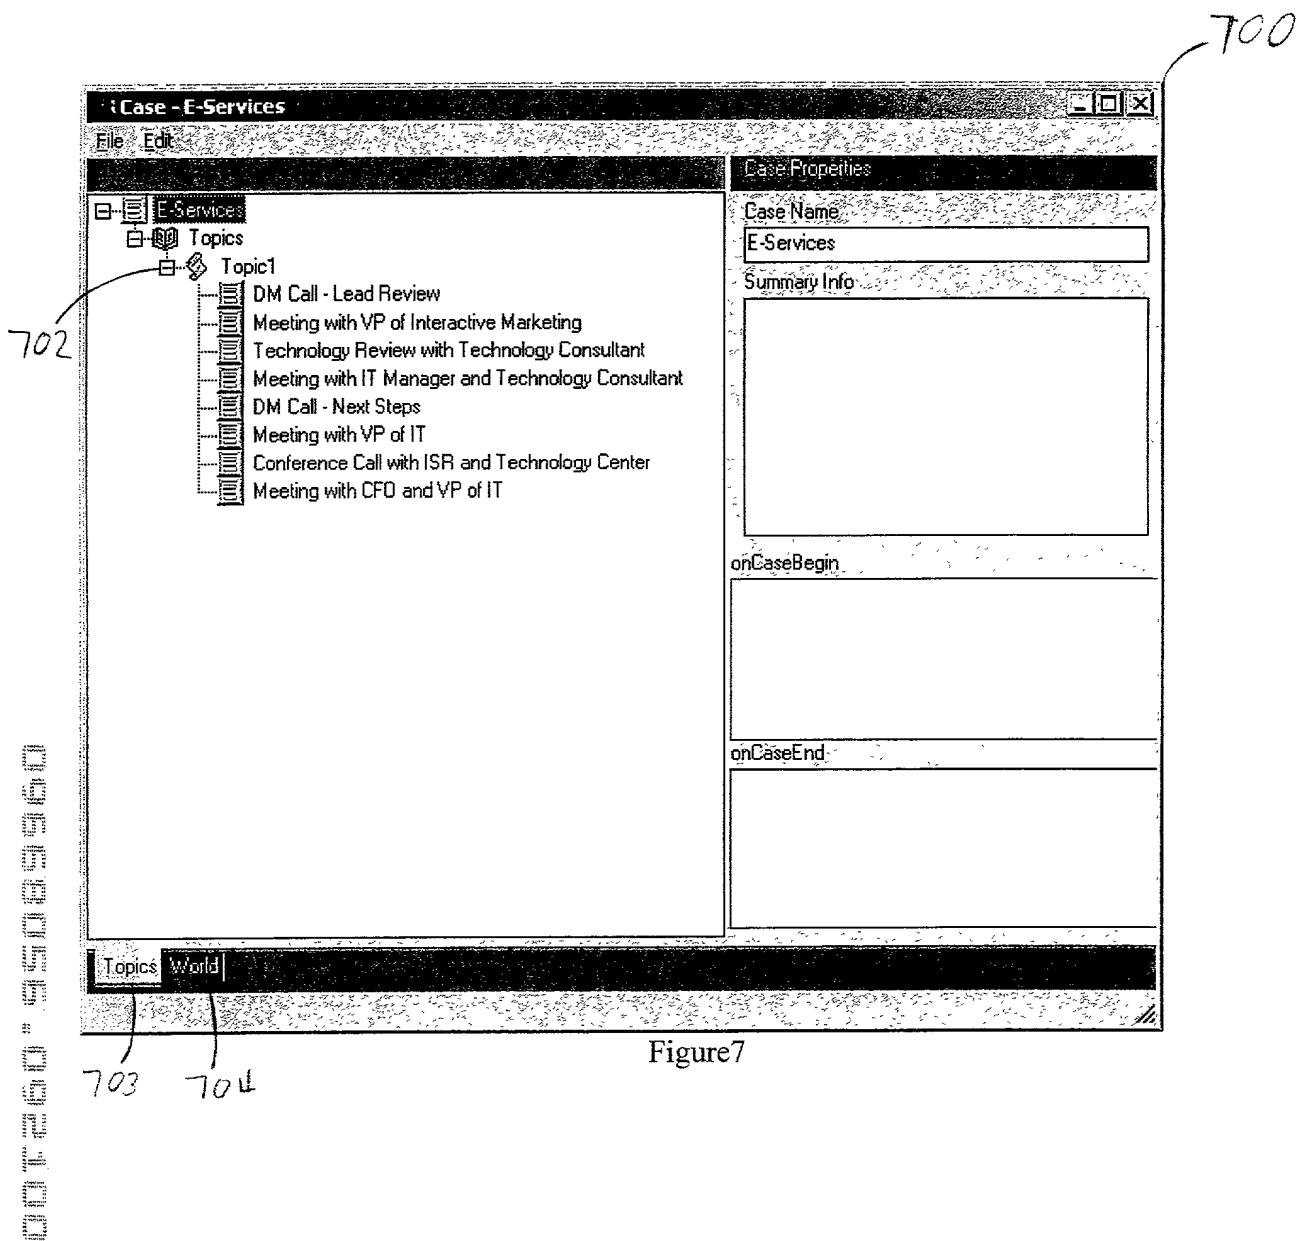 700
iCase - E-Services
File Edit
Case Properties
E-Services
Case Name
Topics
E-Services
Topic1
Summary Info
DM Call - Lead Review
702
Meeting with VP of Interactive Marketing
Technology Review with Technology Consultant
Meeting with IT Manager and Technology Consultant
DM Call - Next Steps
Meeting with VP of IT
Conference Call with ISR and Technology Center
Meeting with CFO and VP of IT
onCaseBegin
onCaseEnd
Topics World
Figure7
703 704
09668056.092100